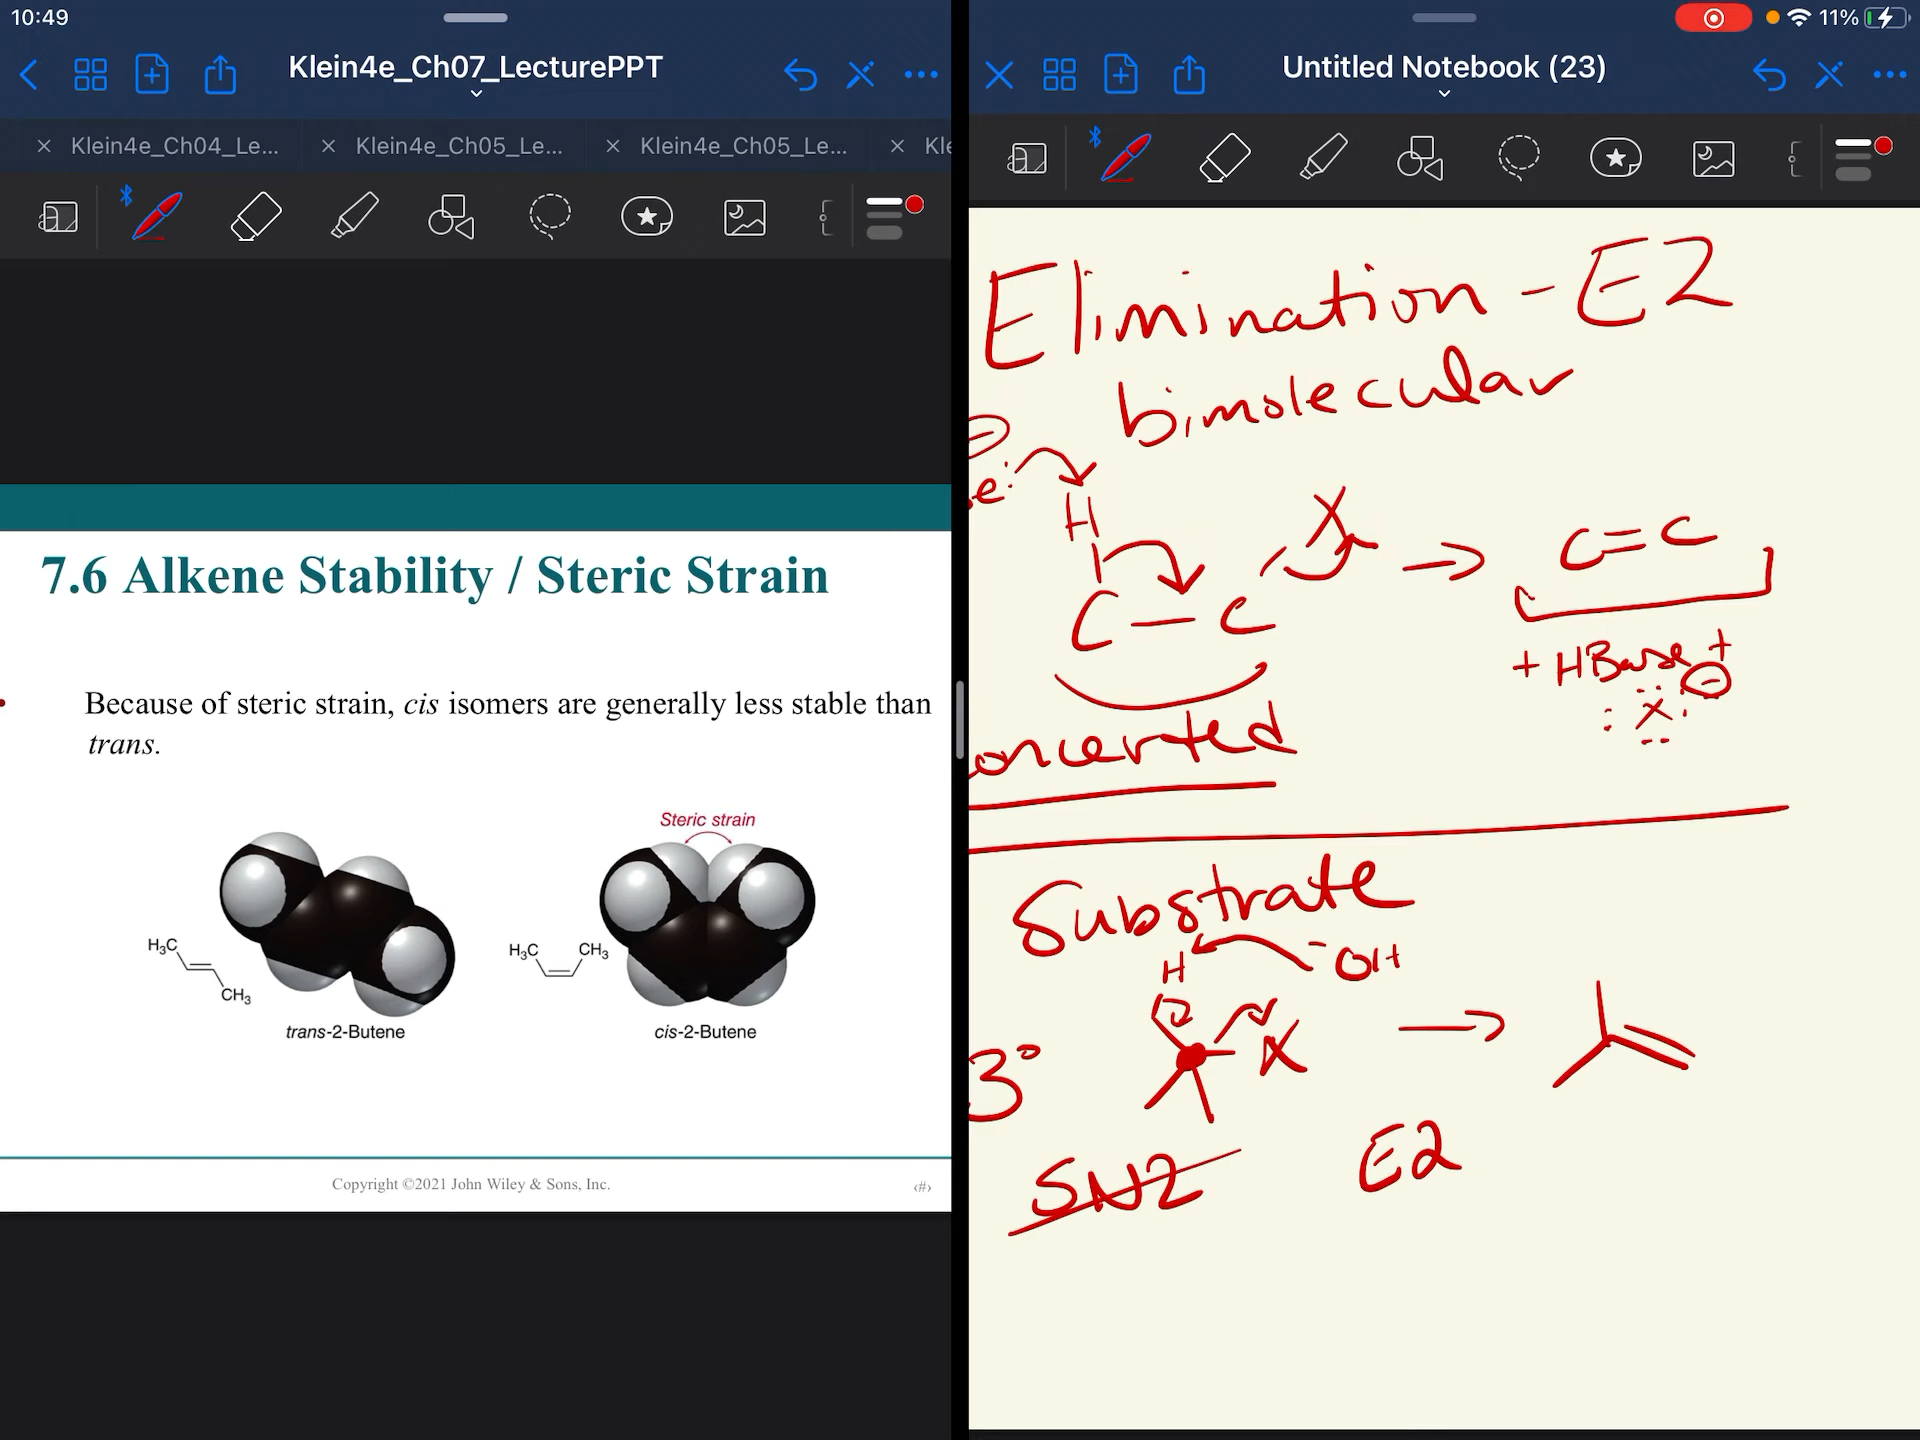 10:49
11%
Klein4e_Ch07_LecturePPT
Klein4e_Ch04_Le...
Klein4e_Ch05_Le...
Klein4e_Ch05_Le...
Kle
7.6 Alkene Stability / Steric Strain
Because of steric strain, cis isomers are generally less stable than
trans.
Steric strain
H₃C
CH₃
H₃C
CH₃
trans-2-Butene
cis-2-Butene
Copyright ©2021 John Wiley & Sons, Inc.
‹#›
Untitled Notebook (23)
Elimination - E2
bimolecular
⊖
e:
H
X
C - C → C=C
+ HBase +
:X: ⊖
oncerted
Substrate
H
-OH
3° X →
SN2
E2